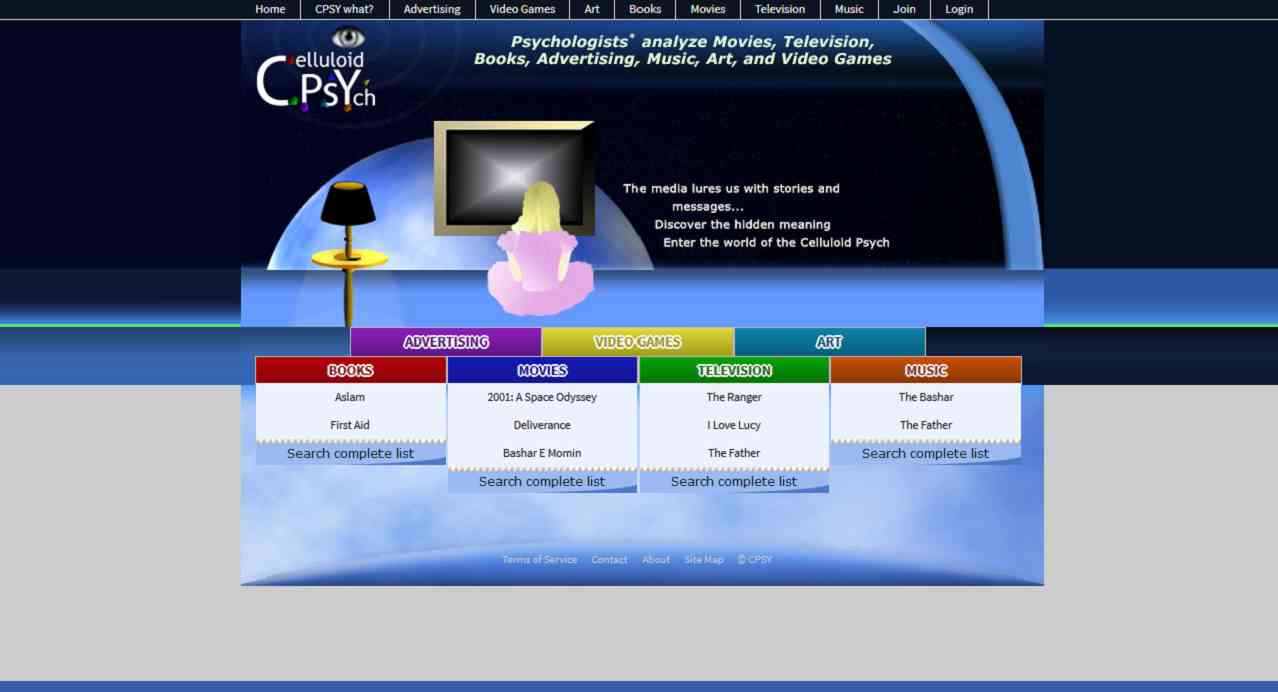 Home CPSY what? Advertising Video Games Art Books Movies Television Music Join Login
Celluloid
CPSYch
Psychologists* analyze Movies, Television,
Books, Advertising, Music, Art, and Video Games
The media lures us with stories and
messages...
Discover the hidden meaning
Enter the world of the Celluloid Psych
ADVERTISING VIDEO GAMES ART
BOOKS MOVIES TELEVISION MUSIC
Aslam 2001: A Space Odyssey The Ranger The Bashar
First Aid Deliverance I Love Lucy The Father
Search complete list Bashar E Momin The Father Search complete list
Search complete list Search complete list
Terms of Service Contact About Site Map © CPSY